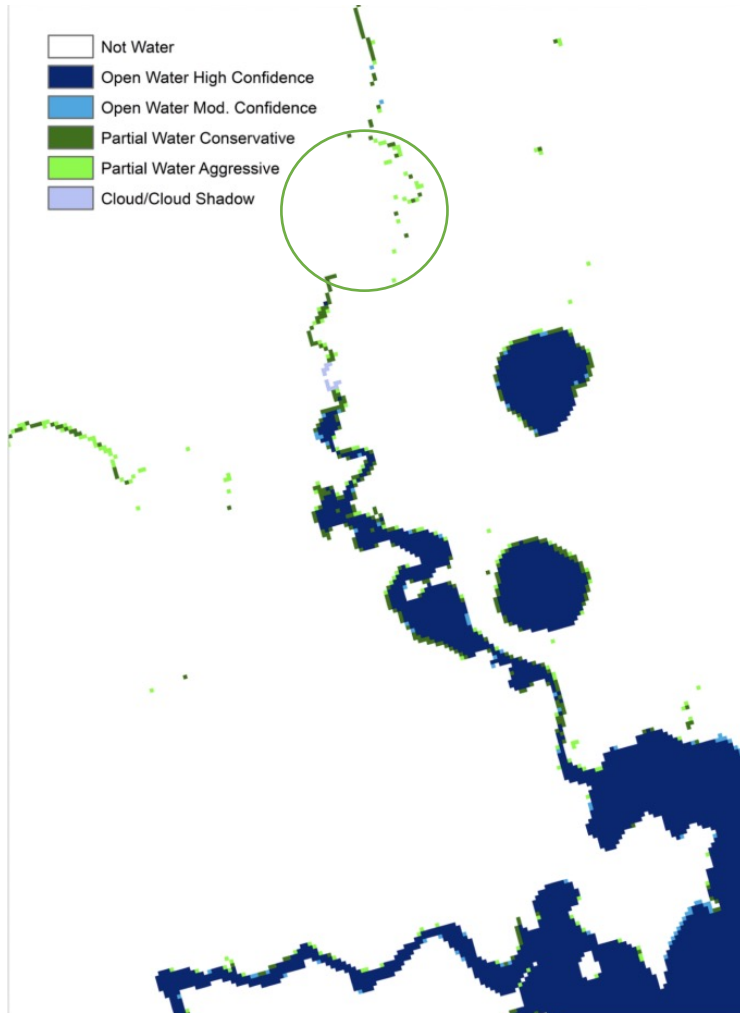 Not Water
Open Water High Confidence
Open Water Mod. Confidence
Partial Water Conservative
Partial Water Aggressive
Cloud/Cloud Shadow